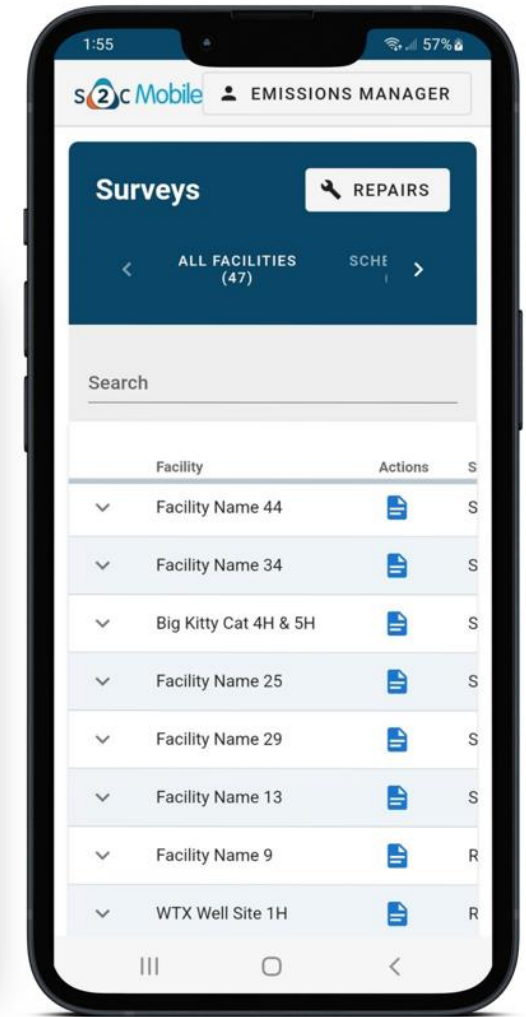 1:55 57%
s2c Mobile EMISSIONS MANAGER
Surveys REPAIRS
ALL FACILITIES SCHE
(47)
Search
Facility Actions S
Facility Name 44 S
Facility Name 34 S
Big Kitty Cat 4H & 5H S
Facility Name 25 S
Facility Name 29 S
Facility Name 13 S
Facility Name 9 R
WTX Well Site 1H R